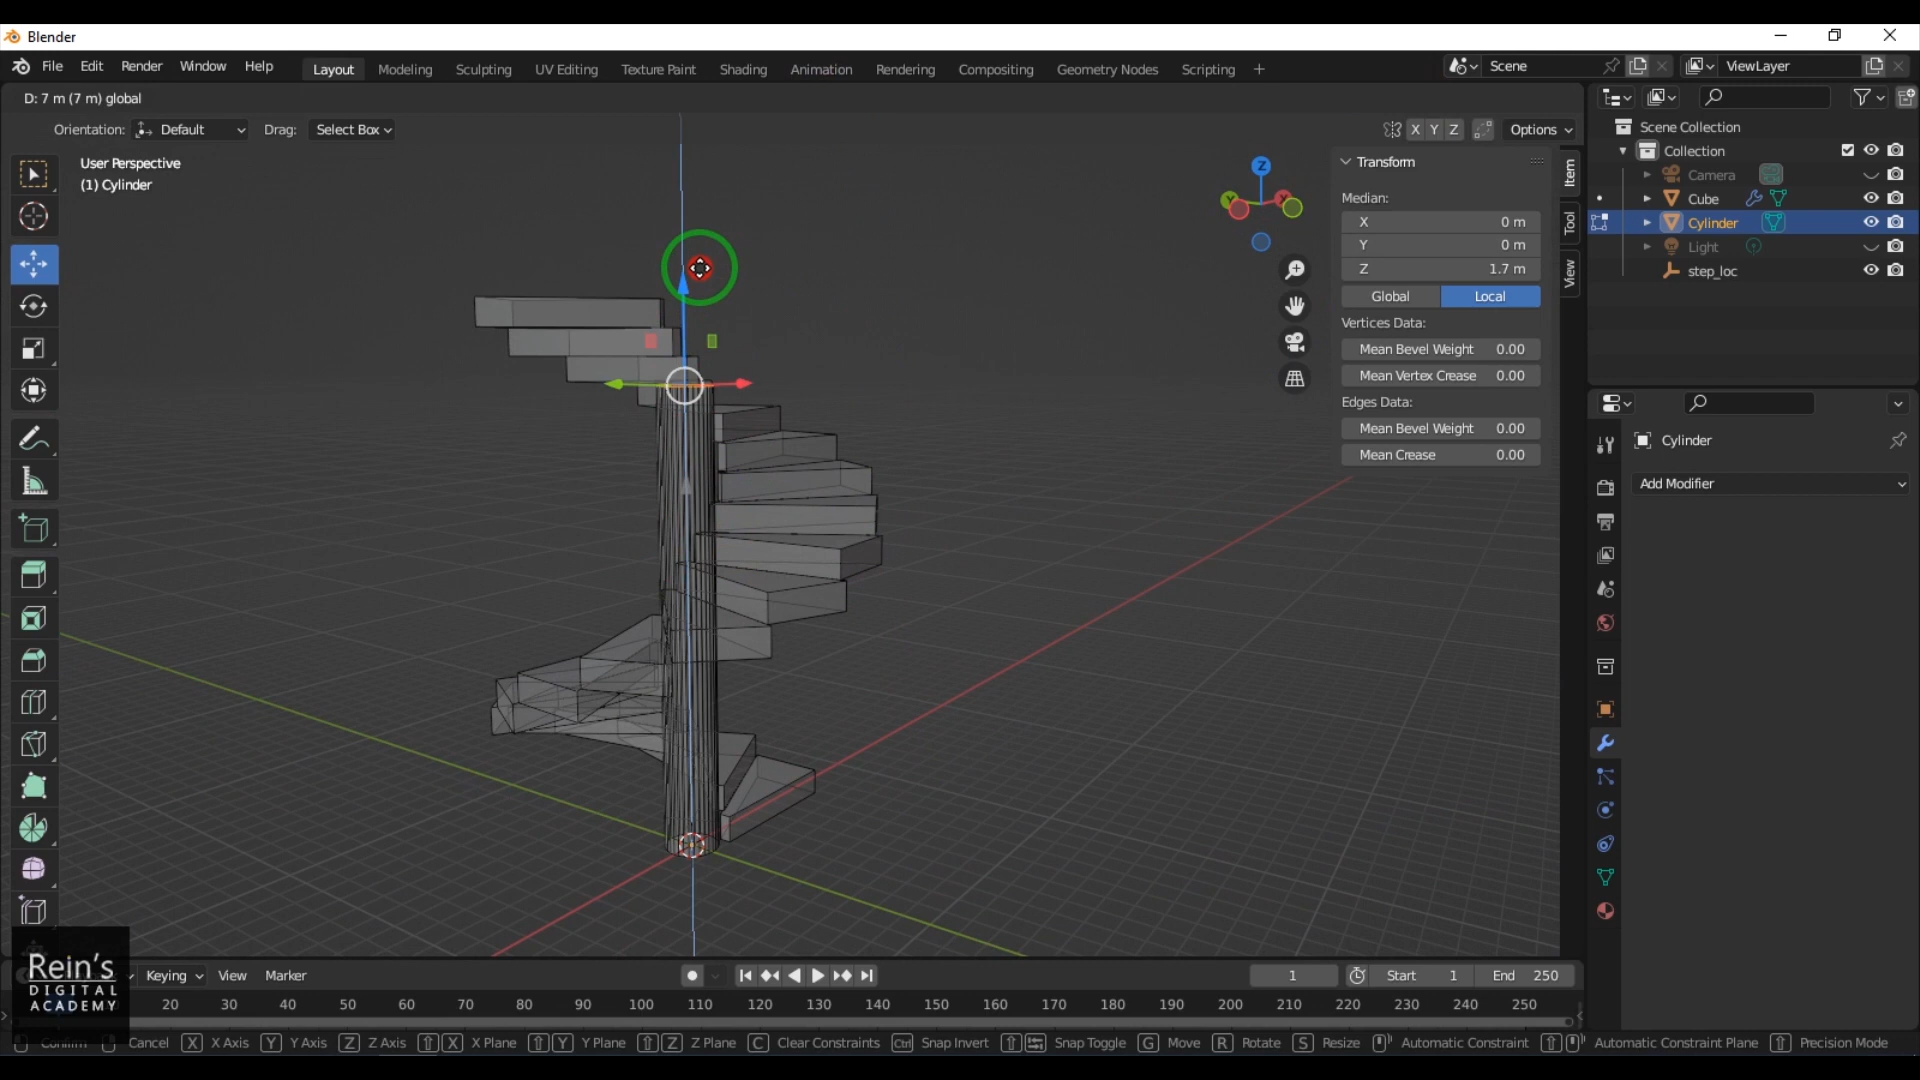 Blender
File Edit Render Window Help Layout Modeling Sculpting UV Editing Texture Paint Shading Animation Rendering Compositing Geometry Nodes Scripting + Scene ViewLayer
D: 7 m (7 m) global
Orientation: Default Drag: Select Box X Y Z Options
User Perspective
(1) Cylinder
Z
Y
X
Transform
Median:
X 0 m
Y 0 m
Z 1.7 m
Global Local
Vertices Data:
Mean Bevel Weight 0.00
Mean Vertex Crease 0.00
Edges Data:
Mean Bevel Weight 0.00
Mean Crease 0.00
Item
Tool
View
Scene Collection
Collection
Camera
Cube
Cylinder
Light
step_loc
Cylinder
Add Modifier
Keying View Marker 1 Start 1 End 250
20 30 40 50 60 70 80 90 100 110 120 130 140 150 160 170 180 190 200 210 220 230 240 250
Rein's
DIGITAL
ACADEMY
Confirm Cancel X X Axis Y Y Axis Z Z Axis X X Plane Y Y Plane Z Z Plane C Clear Constraints Ctrl Snap Invert Snap Toggle G Move R Rotate S Resize Automatic Constraint Automatic Constraint Plane Precision Mode